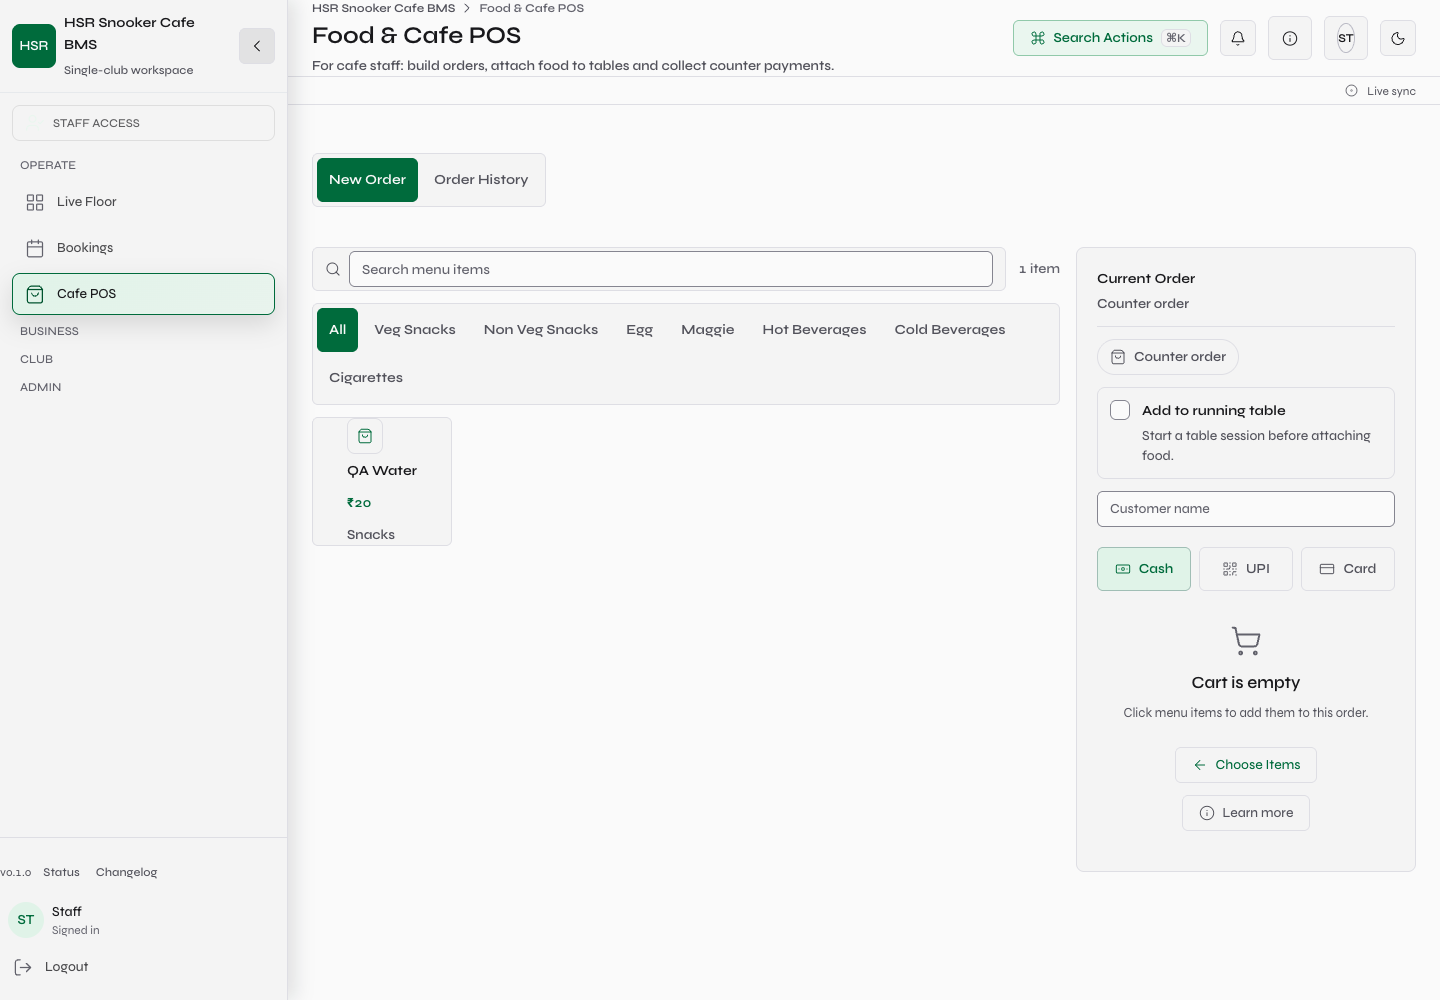 HSR
HSR Snooker Cafe
BMS
Single-club workspace
STAFF ACCESS
OPERATE
Live Floor
Bookings
Cafe POS
BUSINESS
CLUB
ADMIN
v0.1.0 Status Changelog
ST
Staff
Signed in
Logout
HSR Snooker Cafe BMS > Food & Cafe POS
Food & Cafe POS
For cafe staff: build orders, attach food to tables and collect counter payments.
Search Actions ⌘K
ST
Live sync
New Order Order History
Search menu items
1 item
All Veg Snacks Non Veg Snacks Egg Maggie Hot Beverages Cold Beverages
Cigarettes
QA Water
₹20
Snacks
Current Order
Counter order
Counter order
Add to running table
Start a table session before attaching
food.
Customer name
Cash UPI Card
Cart is empty
Click menu items to add them to this order.
Choose Items
Learn more